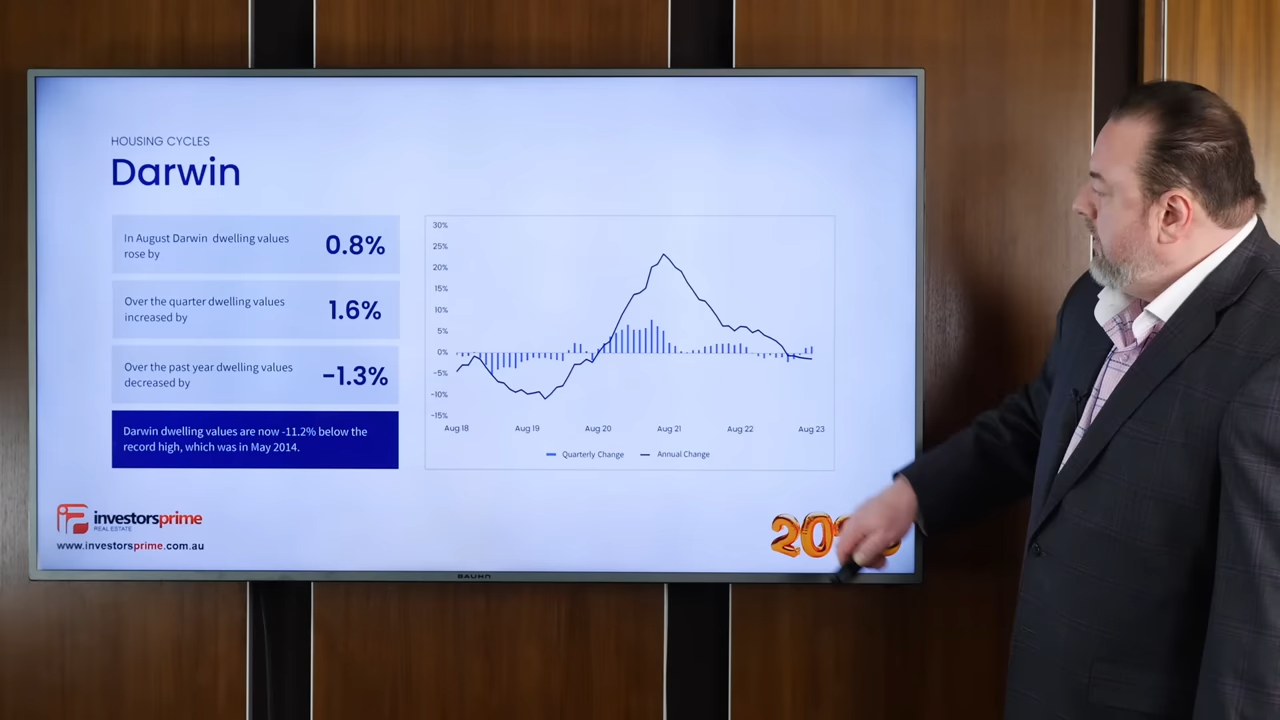 HOUSING CYCLES
Darwin
In August Darwin dwelling values
rose by
0.8%
Over the quarter dwelling values
increased by
1.6%
Over the past year dwelling values
decreased by
-1.3%
Darwin dwelling values are now -11.2% below the
record high, which was in May 2014.
30%
25%
20%
15%
10%
5%
0%
-5%
-10%
-15%
Aug 18 Aug 19 Aug 20 Aug 21 Aug 22 Aug 23
Quarterly Change Annual Change
investorsprime
REAL ESTATE
www.investorsprime.com.au
20
BAUHN